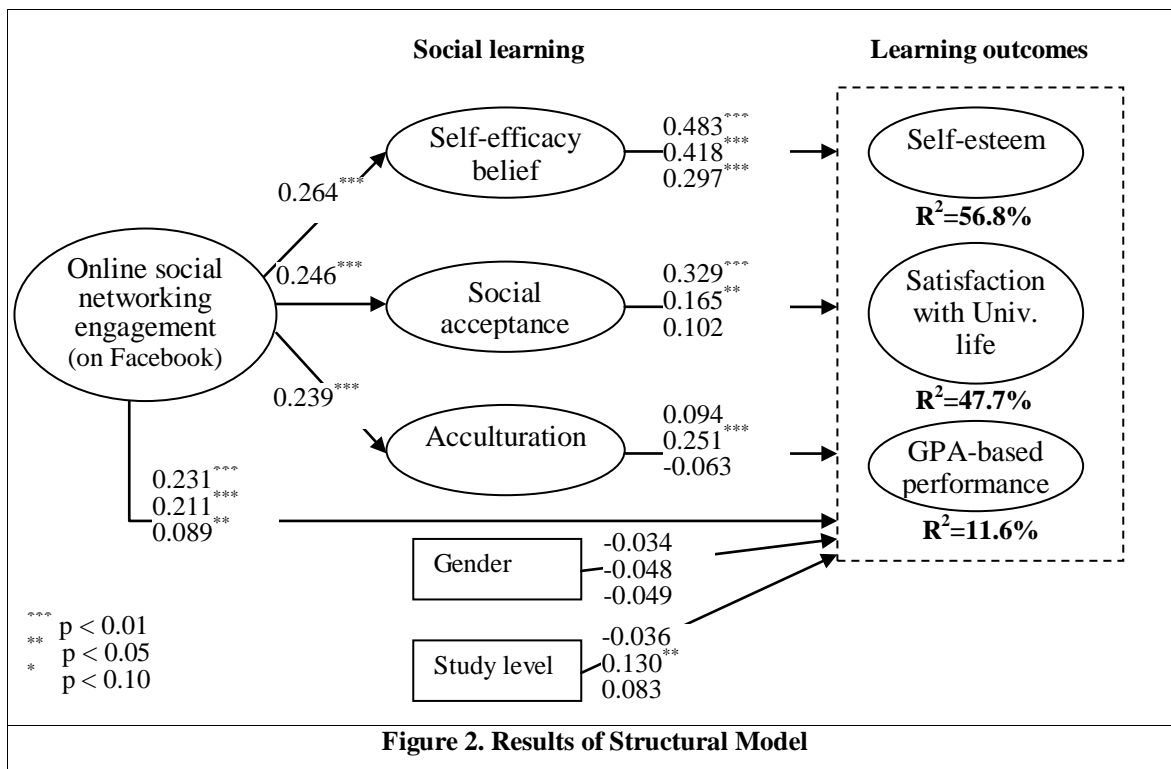 Social learning
Learning outcomes
Self-efficacy
belief
0.483***
0.418***
0.297***
Self-esteem
R²=56.8%
0.264***
Online social
networking
engagement
(on Facebook)
0.246***
Social
acceptance
0.329***
0.165**
0.102
Satisfaction
with Univ.
life
R²=47.7%
0.239***
Acculturation
0.094
0.251***
-0.063
GPA-based
performance
R²=11.6%
0.231***
0.211***
0.089**
Gender
-0.034
-0.048
-0.049
Study level
-0.036
0.130**
0.083
*** p < 0.01
** p < 0.05
* p < 0.10
Figure 2. Results of Structural Model